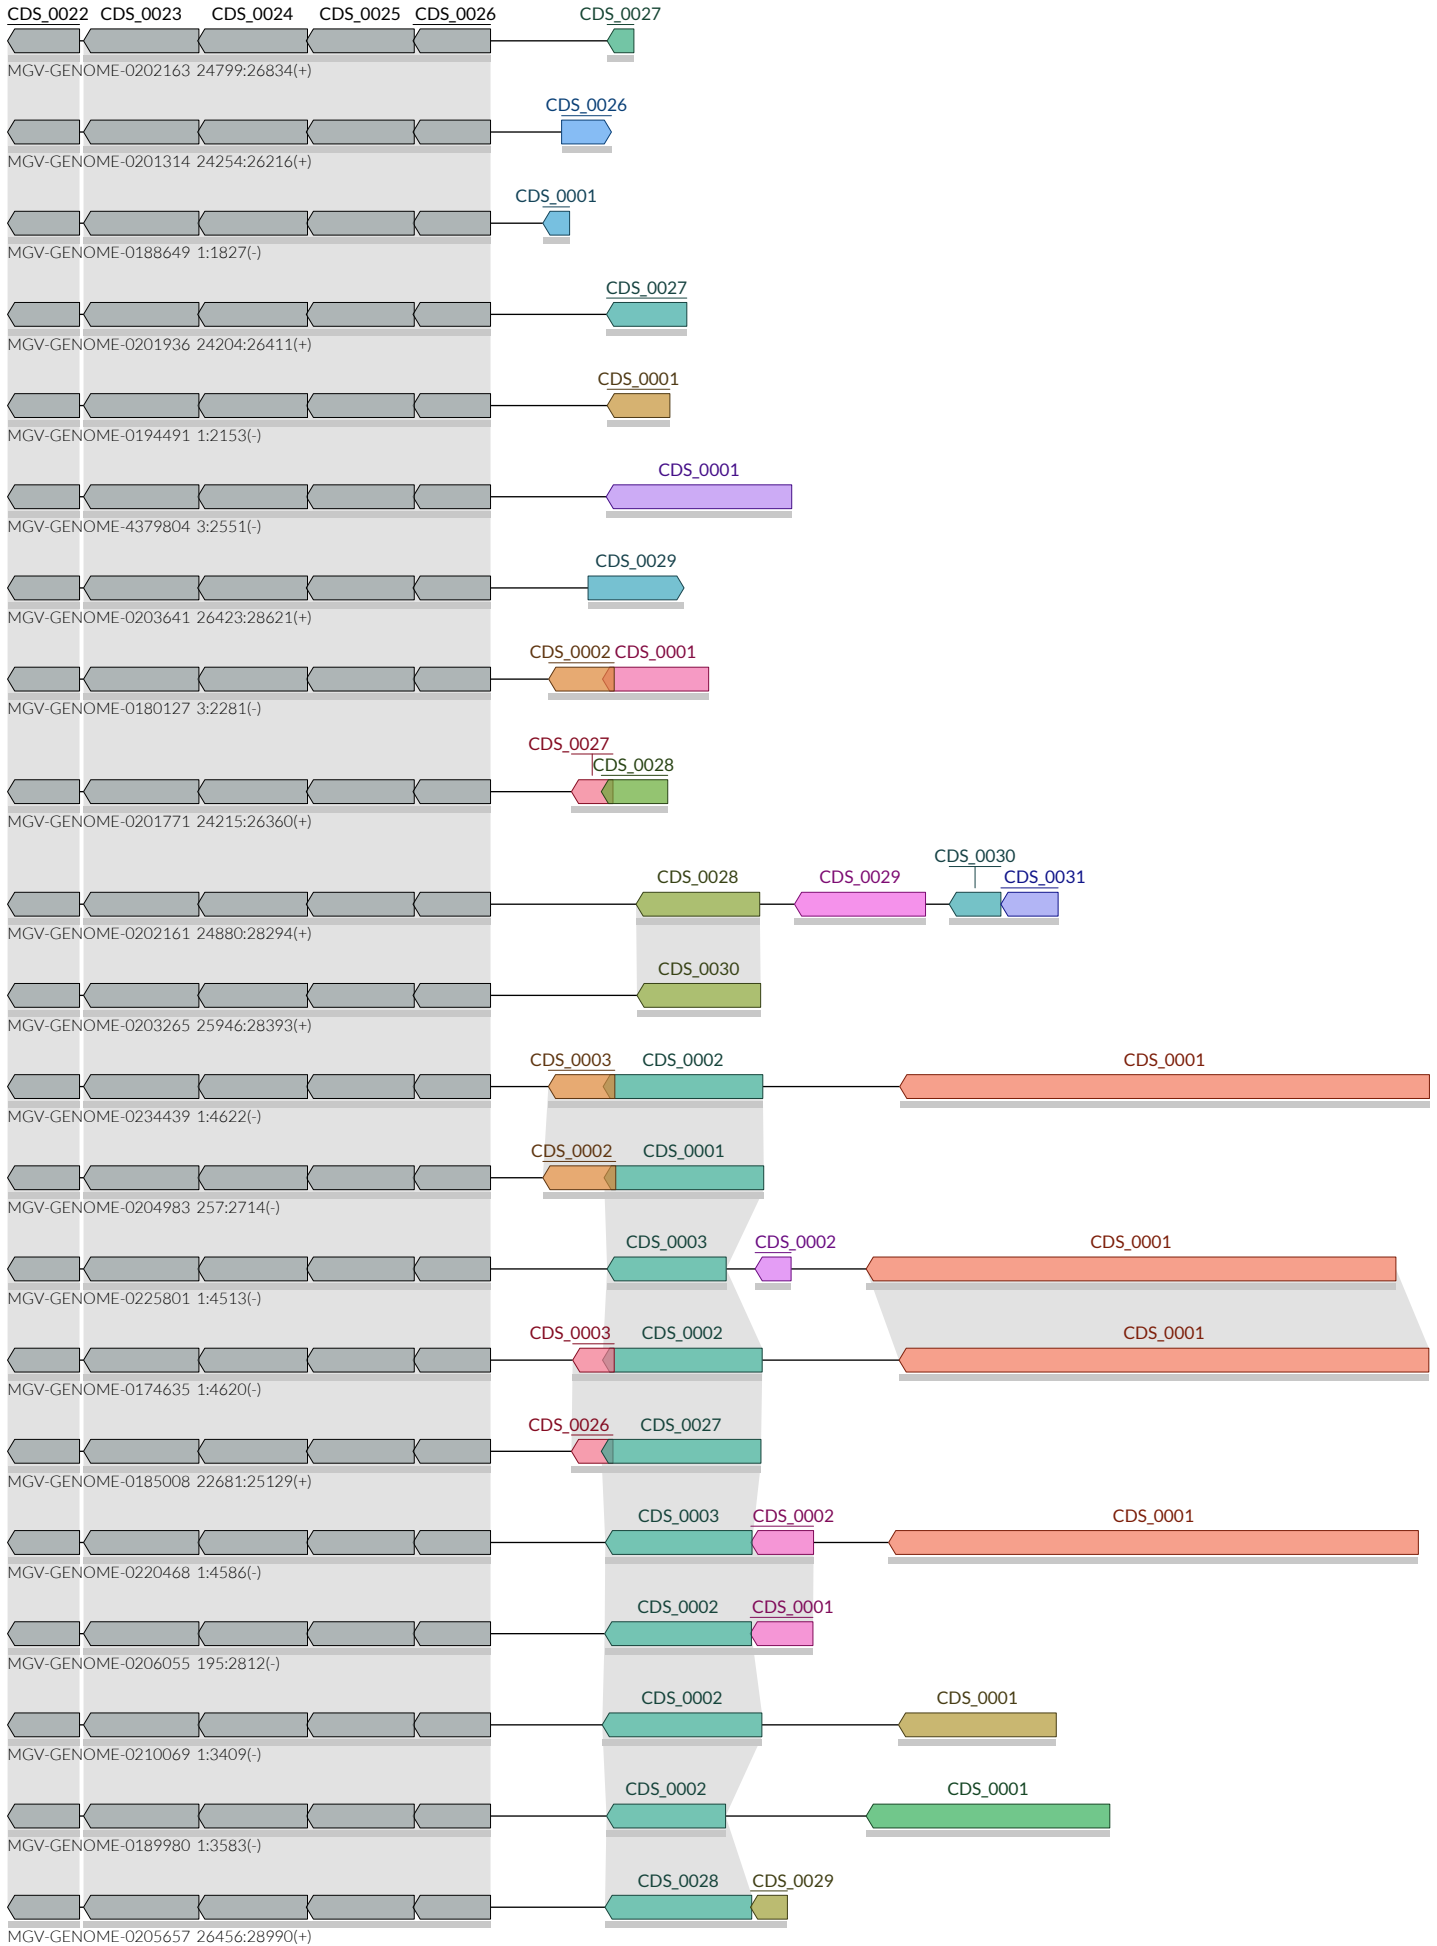 CDS_0022 CDS_0023 CDS_0024 CDS_0025 CDS_0026 CDS_0027
MGV-GENOME-0202163 24799:26834(+)
CDS_0026
MGV-GENOME-0201314 24254:26216(+)
CDS_0001
MGV-GENOME-0188649 1:1827(-)
CDS_0027
MGV-GENOME-0201936 24204:26411(+)
CDS_0001
MGV-GENOME-0194491 1:2153(-)
CDS_0001
MGV-GENOME-4379804 3:2551(-)
CDS_0029
MGV-GENOME-0203641 26423:28621(+)
CDS_0002 CDS_0001
MGV-GENOME-0180127 3:2281(-)
CDS_0027
CDS_0028
MGV-GENOME-0201771 24215:26360(+)
CDS_0030
CDS_0028 CDS_0029 CDS_0031
MGV-GENOME-0202161 24880:28294(+)
CDS_0030
MGV-GENOME-0203265 25946:28393(+)
CDS_0003 CDS_0002 CDS_0001
MGV-GENOME-0234439 1:4622(-)
CDS_0002 CDS_0001
MGV-GENOME-0204983 257:2714(-)
CDS_0003 CDS_0002 CDS_0001
MGV-GENOME-0225801 1:4513(-)
CDS_0003 CDS_0002 CDS_0001
MGV-GENOME-0174635 1:4620(-)
CDS_0026 CDS_0027
MGV-GENOME-0185008 22681:25129(+)
CDS_0003 CDS_0002 CDS_0001
MGV-GENOME-0220468 1:4586(-)
CDS_0002 CDS_0001
MGV-GENOME-0206055 195:2812(-)
CDS_0002 CDS_0001
MGV-GENOME-0210069 1:3409(-)
CDS_0002 CDS_0001
MGV-GENOME-0189980 1:3583(-)
CDS_0028 CDS_0029
MGV-GENOME-0205657 26456:28990(+)